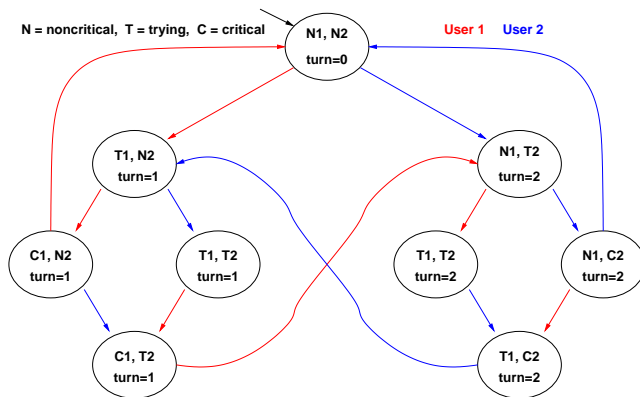 N = noncritical, T = trying, C = critical
User 1 User 2
N1, N2
turn=0
T1, N2
turn=1
N1, T2
turn=2
C1, N2
turn=1
T1, T2
turn=1
T1, T2
turn=2
N1, C2
turn=2
C1, T2
turn=1
T1, C2
turn=2